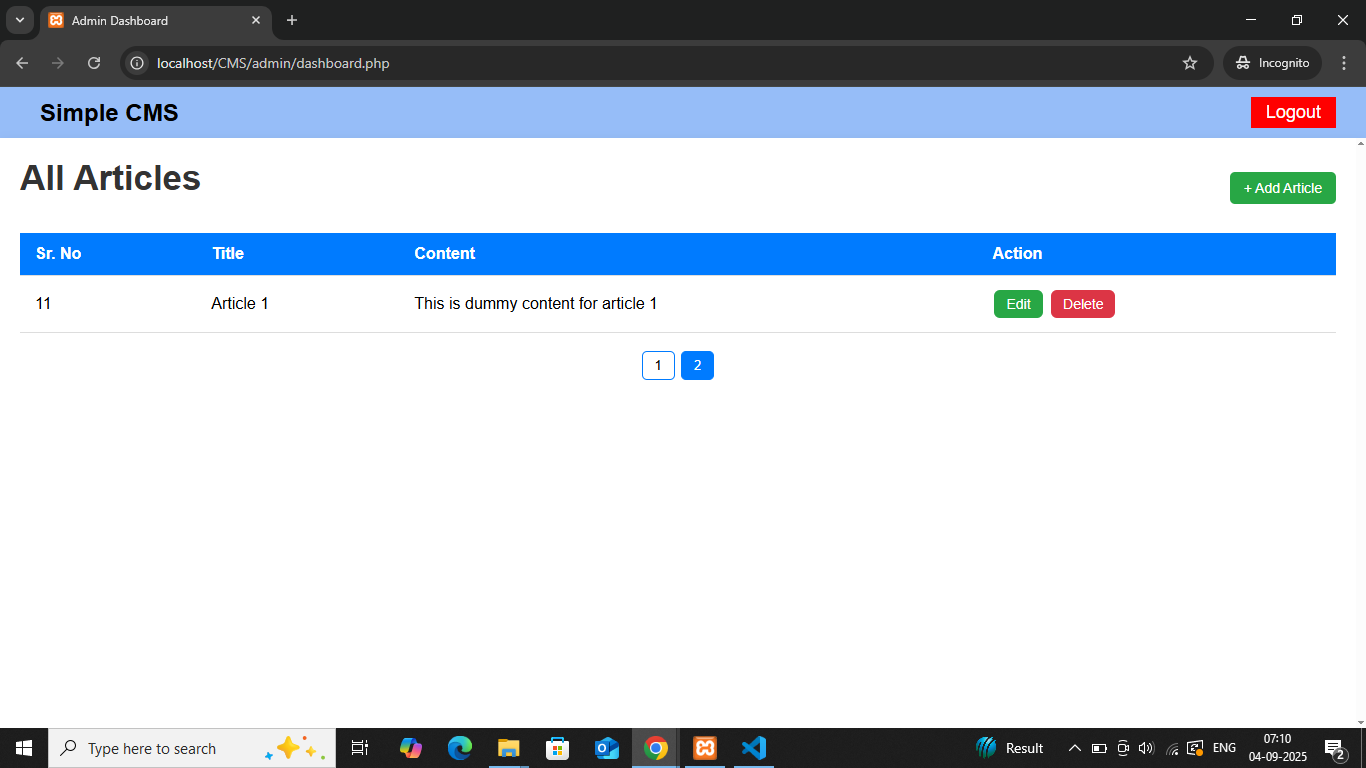 Admin Dashboard
localhost/CMS/admin/dashboard.php
Incognito
Simple CMS
Logout
All Articles
+ Add Article
Sr. No Title Content Action
11 Article 1 This is dummy content for article 1 Edit Delete
1 2
Type here to search
Result
ENG
07:10
04-09-2025
2